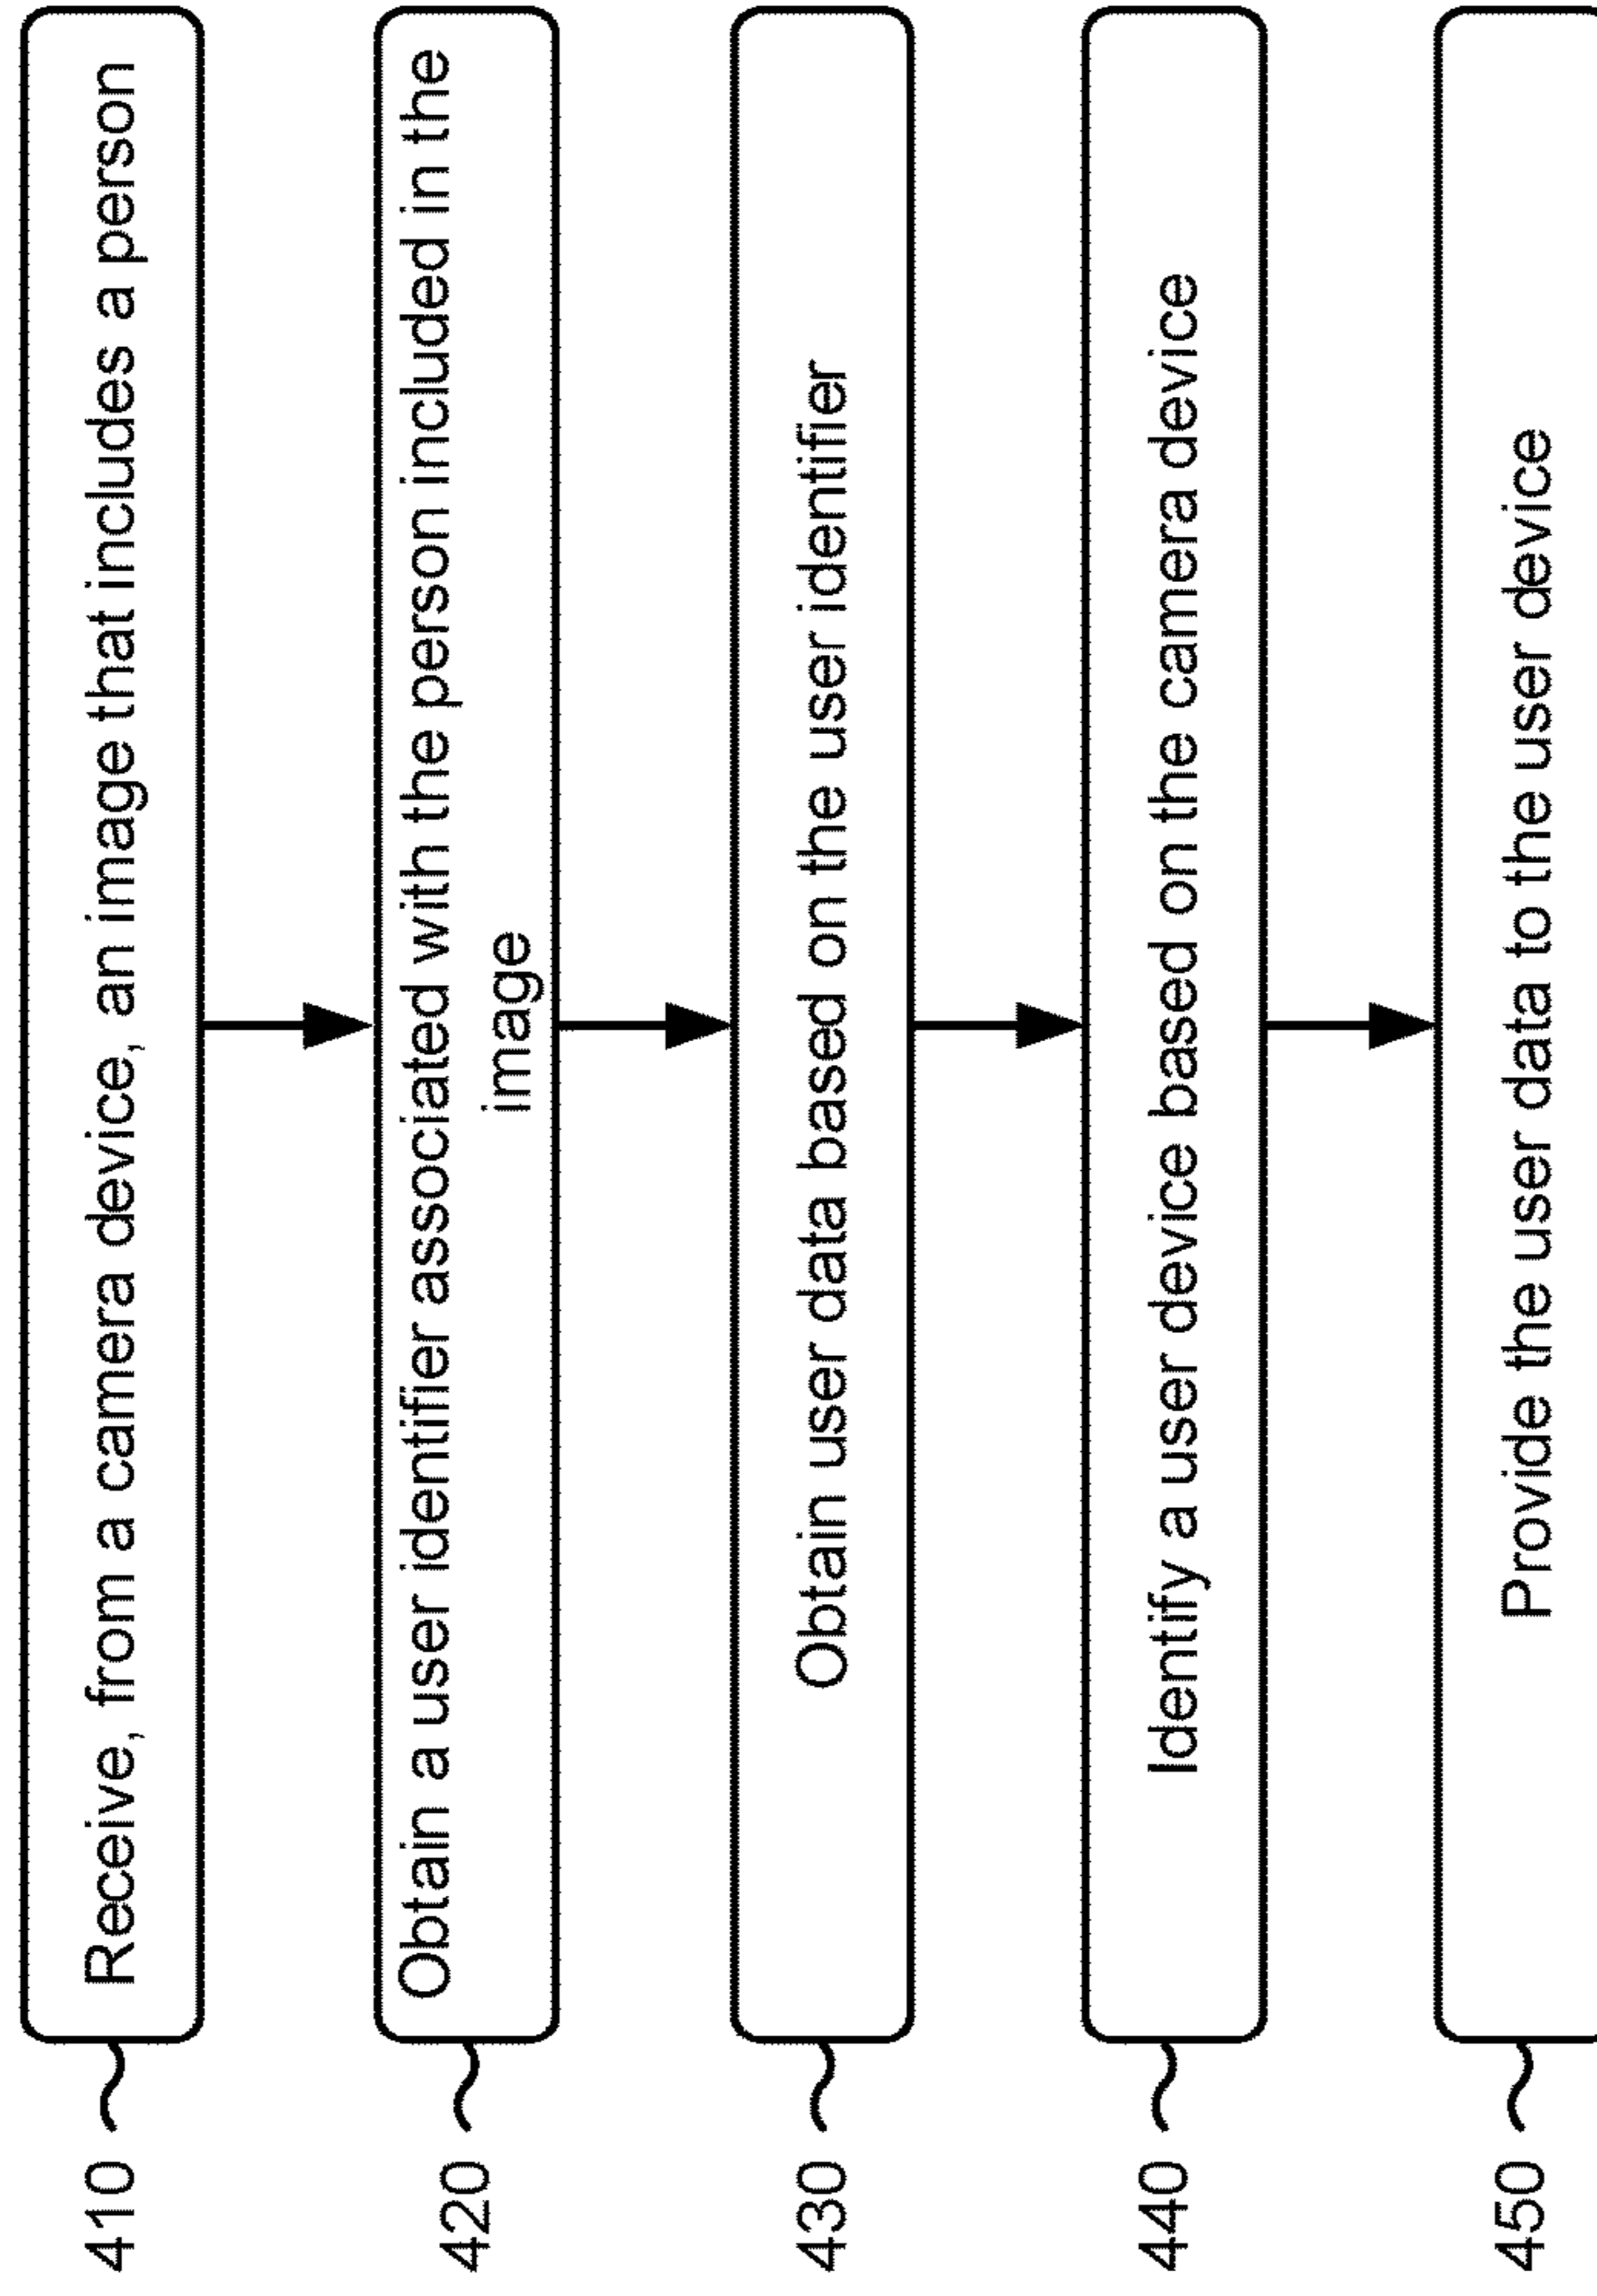 410
Receive, from a camera device, an image that includes a person
420
Obtain a user identifier associated with the person included in the
image
430
Obtain user data based on the user identifier
440
Identify a user device based on the camera device
450
Provide the user data to the user device